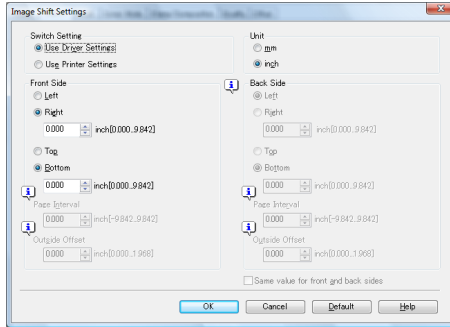 Image Shift Settings
Switch Setting
Use Driver Settings
Use Printer Settings
Unit
mm
inch
Front Side
Left
Right
0.000 inch[0.000..9.842]
Top
Bottom
0.000 inch[0.000..9.842]
Page Interval
0.000 inch[-9.842..9.842]
Outside Offset
0.000 inch[0.000..1.968]
Back Side
Left
Right
0.000 inch[0.000..9.842]
Top
Bottom
0.000 inch[0.000..9.842]
Page Interval
0.000 inch[-9.842..9.842]
Outside Offset
0.000 inch[0.000..1.968]
Same value for front and back sides
OK Cancel Default Help